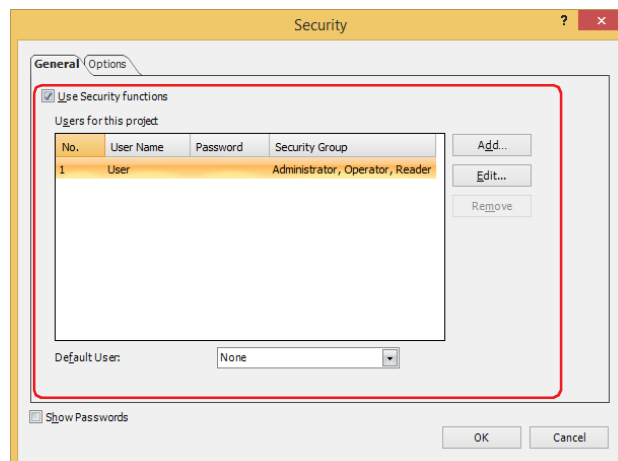 Security
?
×
General Options
Use Security functions
Users for this project
No. User Name Password Security Group
1 User Administrator, Operator, Reader
Add...
Edit...
Remove
Default User: None
Show Passwords
OK Cancel